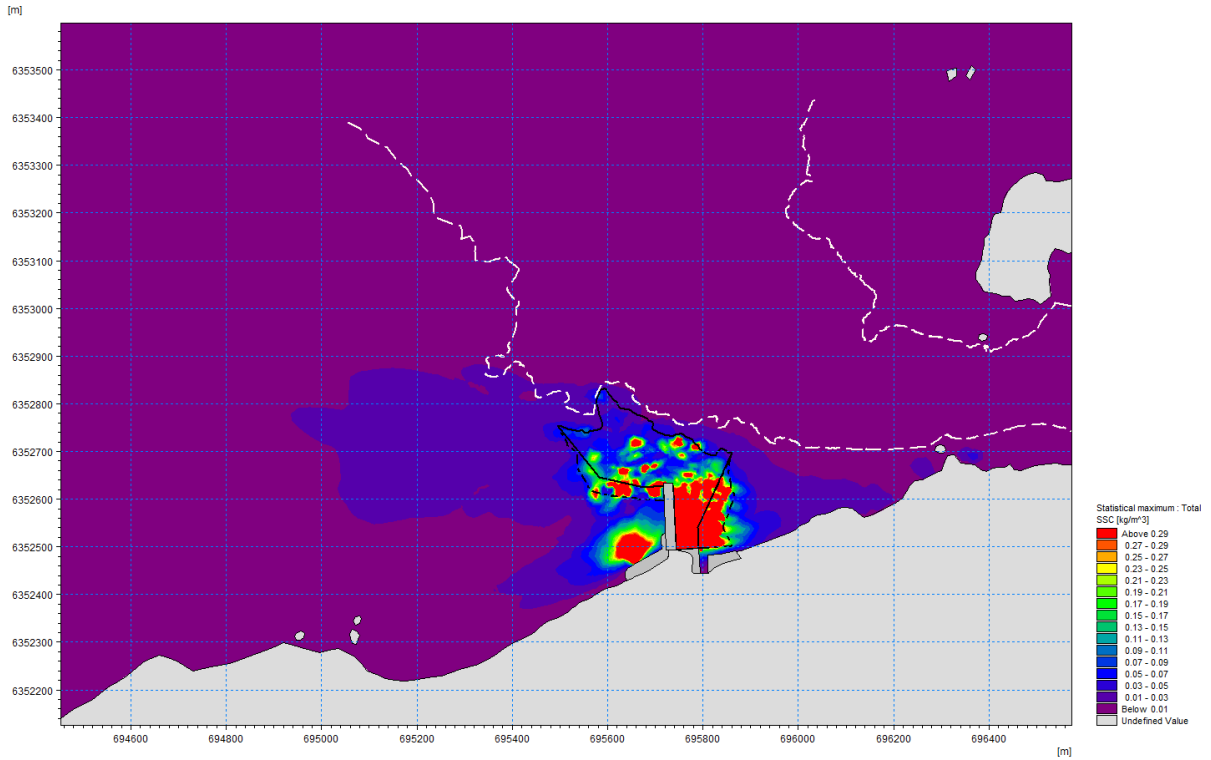 [m]
6353500
6353400
6353300
6353200
6353100
6353000
6352900
6352800
6352700
6352600
6352500
6352400
6352300
6352200
694600 694800 695000 695200 695400 695600 695800 696000 696200 696400
[m]
Statistical maximum : Total
SSC [kg/m^3]
Above 0.29
0.27 - 0.29
0.25 - 0.27
0.23 - 0.25
0.21 - 0.23
0.19 - 0.21
0.17 - 0.19
0.15 - 0.17
0.13 - 0.15
0.11 - 0.13
0.09 - 0.11
0.07 - 0.09
0.05 - 0.07
0.03 - 0.05
0.01 - 0.03
Below 0.01
Undefined Value